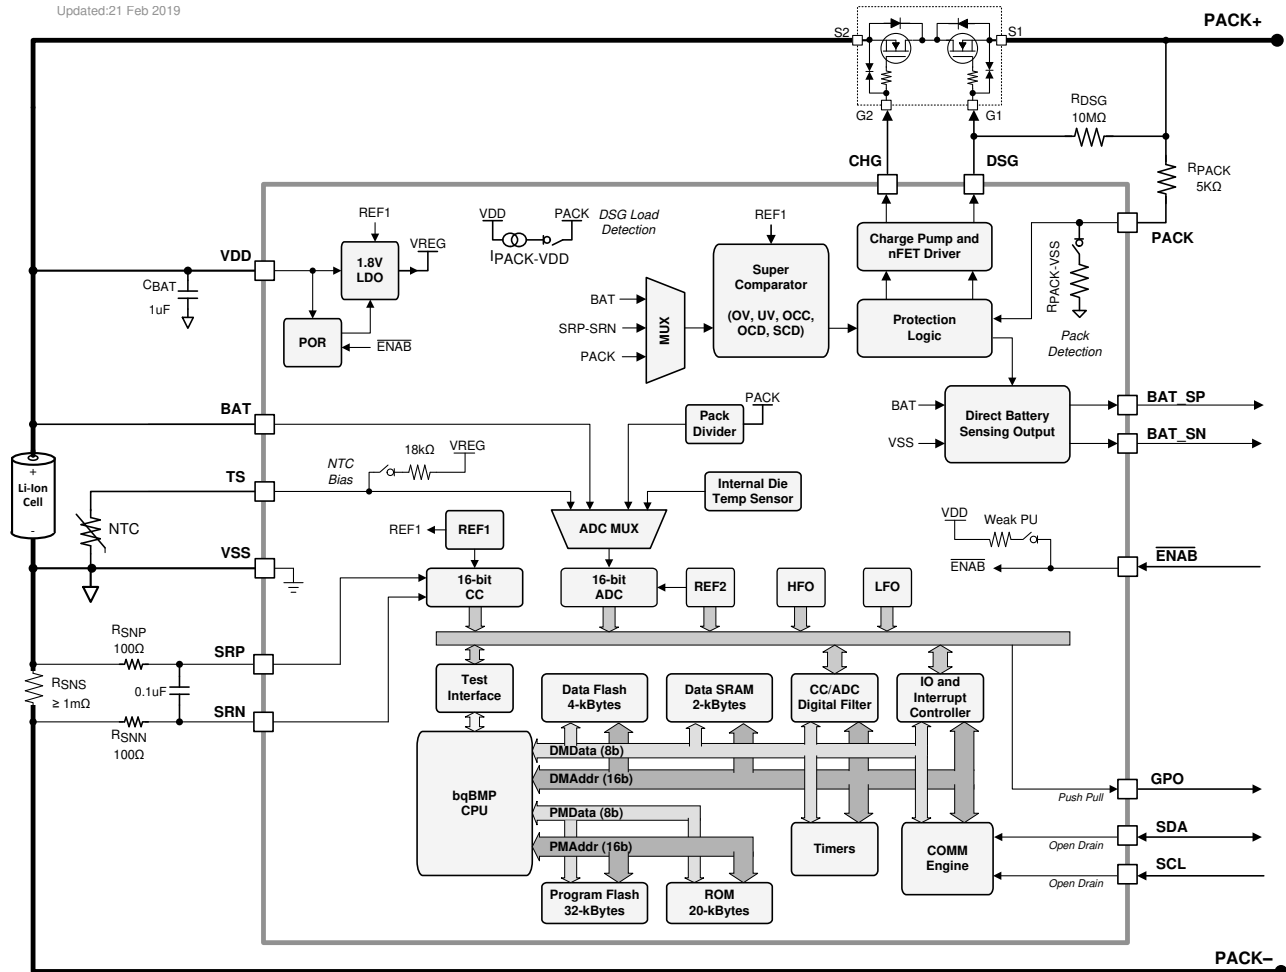 Updated:21 Feb 2019
PACK+
S2
S1
G2
G1
RDSG
10MΩ
CHG
DSG
RPACK
5KΩ
REF1
VDD
PACK
DSG Load
Detection
IPACK-VDD
REF1
PACK
VDD
1.8V
LDO
VREG
Charge Pump and
nFET Driver
RPACK-VSS
CBAT
1uF
Super
Comparator
(OV, UV, OCC,
OCD, SCD)
BAT
SRP-SRN
PACK
MUX
Protection
Logic
Pack
Detection
POR
ENAB
BAT
Pack
Divider
PACK
BAT
VSS
Direct Battery
Sensing Output
BAT_SP
BAT_SN
+
Li-Ion
Cell
-
TS
NTC
Bias
18kΩ
VREG
Internal Die
Temp Sensor
NTC
ADC MUX
REF1
REF1
VDD
Weak PU
ENAB
ENAB
VSS
16-bit
CC
16-bit
ADC
REF2
HFO
LFO
RSNP
100Ω
SRP
RSNS
≥ 1mΩ
0.1uF
Test
Interface
Data Flash
4-kBytes
Data SRAM
2-kBytes
CC/ADC
Digital Filter
IO and
Interrupt
Controller
SRN
RSNN
100Ω
DMData (8b)
DMAddr (16b)
bqBMP
CPU
PMData (8b)
PMAddr (16b)
Push Pull
GPO
Timers
COMM
Engine
Open Drain
SDA
Open Drain
SCL
Program Flash
32-kBytes
ROM
20-kBytes
PACK–